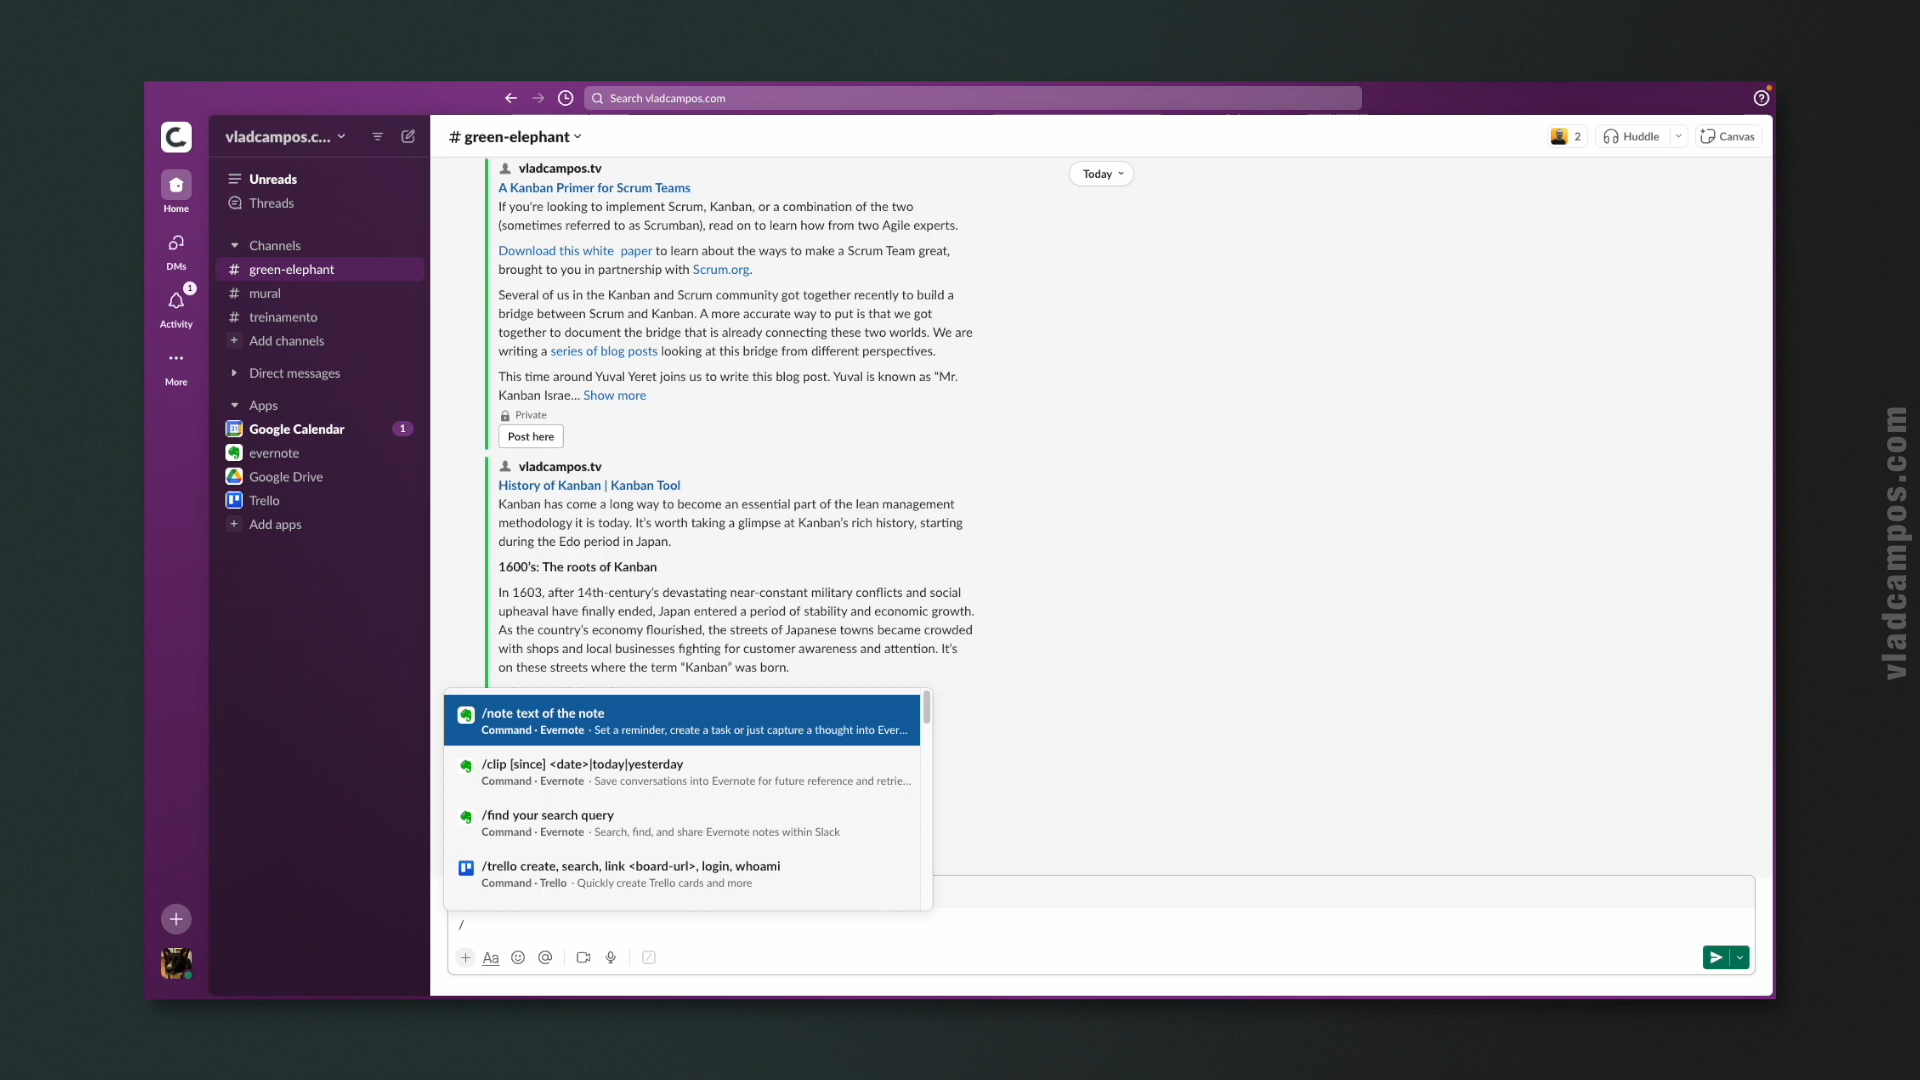 Search vladcampos.com
vladcampos.c...
# green-elephant
2
Huddle
Canvas
Home
DMs
1
Activity
More
Unreads
Threads
Channels
# green-elephant
# mural
# treinamento
+ Add channels
Direct messages
Apps
Google Calendar 1
evernote
Google Drive
Trello
+ Add apps
Today
vladcampos.tv
A Kanban Primer for Scrum Teams
If you're looking to implement Scrum, Kanban, or a combination of the two
(sometimes referred to as Scrumban), read on to learn how from two Agile experts.
Download this white paper to learn about the ways to make a Scrum Team great,
brought to you in partnership with Scrum.org.
Several of us in the Kanban and Scrum community got together recently to build a
bridge between Scrum and Kanban. A more accurate way to put is that we got
together to document the bridge that is already connecting these two worlds. We are
writing a series of blog posts looking at this bridge from different perspectives.
This time around Yuval Yeret joins us to write this blog post. Yuval is known as “Mr.
Kanban Israe... Show more
Private
Post here
vladcampos.tv
History of Kanban | Kanban Tool
Kanban has come a long way to become an essential part of the lean management
methodology it is today. It’s worth taking a glimpse at Kanban’s rich history, starting
during the Edo period in Japan.
1600’s: The roots of Kanban
In 1603, after 14th-century’s devastating near-constant military conflicts and social
upheaval have finally ended, Japan entered a period of stability and economic growth.
As the country’s economy flourished, the streets of Japanese towns became crowded
with shops and local businesses fighting for customer awareness and attention. It’s
on these streets where the term “Kanban” was born.
/note text of the note
Command · Evernote · Set a reminder, create a task or just capture a thought into Ever...
/clip [since] <date>|today|yesterday
Command · Evernote · Save conversations into Evernote for future reference and retrie...
/find your search query
Command · Evernote · Search, find, and share Evernote notes within Slack
/trello create, search, link <board-url>, login, whoami
Command · Trello · Quickly create Trello cards and more
/
Aa
vladcampos.com